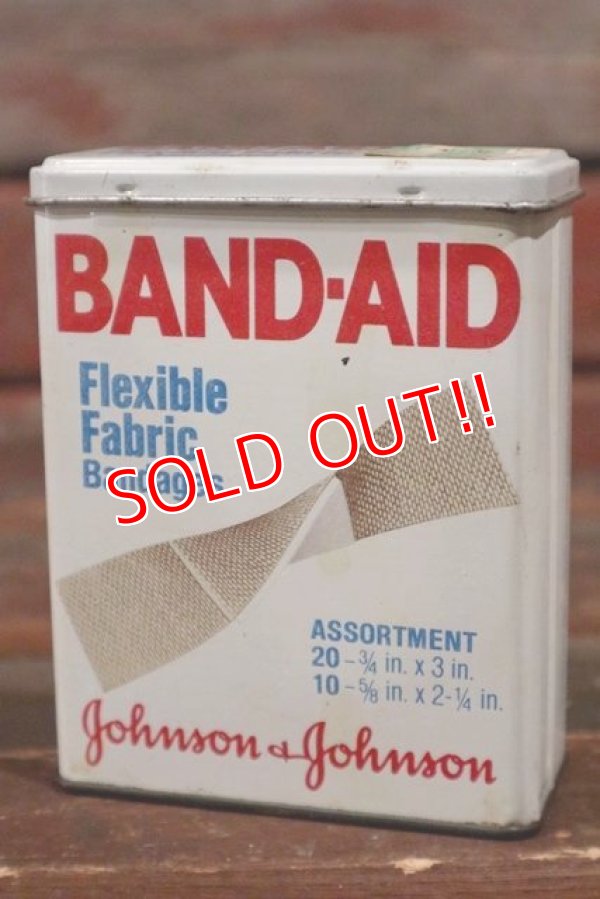 BAND-AID
Flexible
Fabric
Bandages
SOLD OUT!!
ASSORTMENT
20 - 3/4 in. x 3 in.
10 - 5/8 in. x 2-1/4 in.
Johnson & Johnson